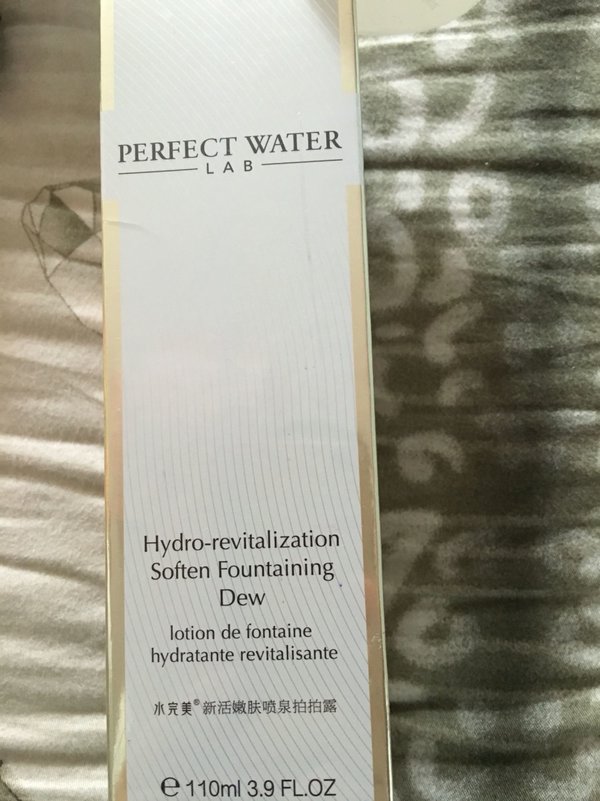 PERFECT WATER
LAB
Hydro-revitalization
Soften Fountaining
Dew
lotion de fontaine
hydratante revitalisante
水完美® 新活嫩肤喷泉拍拍露
℮ 110ml 3.9 FL.OZ